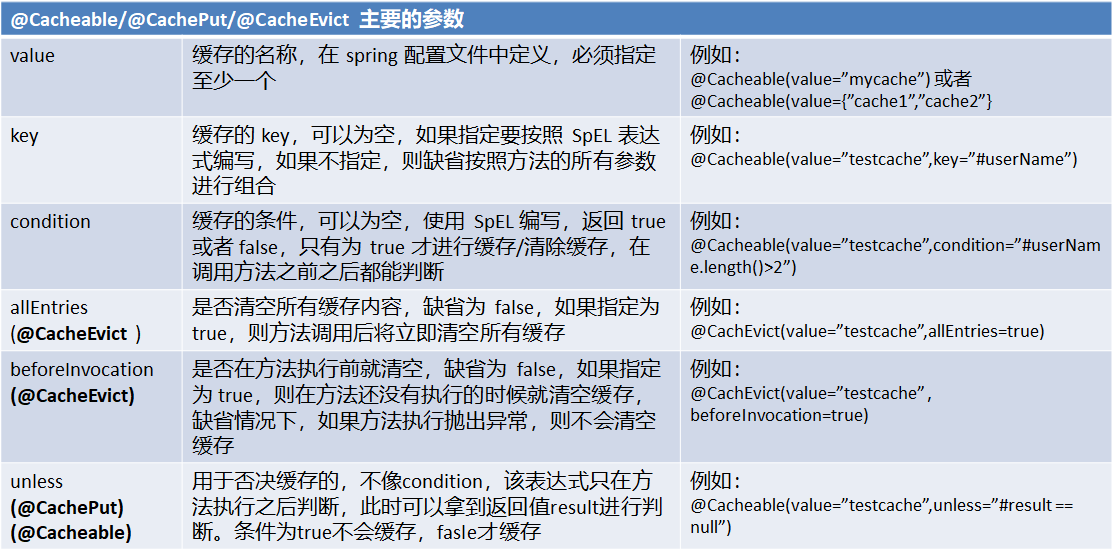 @Cacheable/@CachePut/@CacheEvict 主要的参数
value
缓存的名称，在 spring 配置文件中定义，必须指定
至少一个
例如：
@Cacheable(value=”mycache”) 或者
@Cacheable(value={”cache1”,”cache2”}
key
缓存的 key，可以为空，如果指定要按照 SpEL 表达
式编写，如果不指定，则缺省按照方法的所有参数
进行组合
例如：
@Cacheable(value=”testcache”,key=”#userName”)
condition
缓存的条件，可以为空，使用 SpEL 编写，返回 true
或者 false，只有为 true 才进行缓存/清除缓存，在
调用方法之前之后都能判断
例如：
@Cacheable(value=”testcache”,condition=”#userNam
e.length()>2”)
allEntries
(@CacheEvict )
是否清空所有缓存内容，缺省为 false，如果指定为
true，则方法调用后将立即清空所有缓存
例如：
@CachEvict(value=”testcache”,allEntries=true)
beforeInvocation
(@CacheEvict)
是否在方法执行前就清空，缺省为 false，如果指定
为 true，则在方法还没有执行的时候就清空缓存，
缺省情况下，如果方法执行抛出异常，则不会清空
缓存
例如：
@CachEvict(value=”testcache”，
beforeInvocation=true)
unless
(@CachePut)
(@Cacheable)
用于否决缓存的，不像condition，该表达式只在方
法执行之后判断，此时可以拿到返回值result进行判
断。条件为true不会缓存，fasle才缓存
例如：
@Cacheable(value=”testcache”,unless=”#result ==
null”)